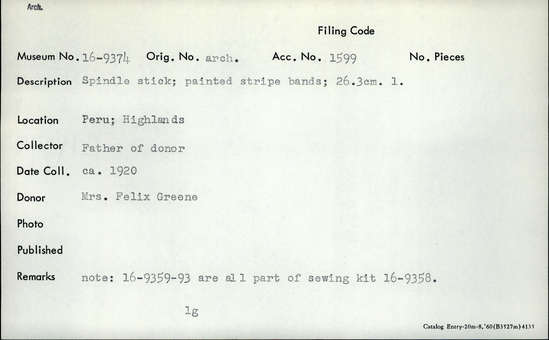 Arch.
Filing Code
Museum No. 16-9374 Orig. No. arch. Acc. No. 1599 No. Pieces
Description Spindle stick; painted stripe bands; 26.3cm. l.
Location Peru; Highlands
Collector Father of donor
Date Coll. ca. 1920
Donor Mrs. Felix Greene
Photo
Published
Remarks note: 16-9359-93 are all part of sewing kit 16-9358.
lg
Catalog Entry-20m-8,'60(B3527m)4131